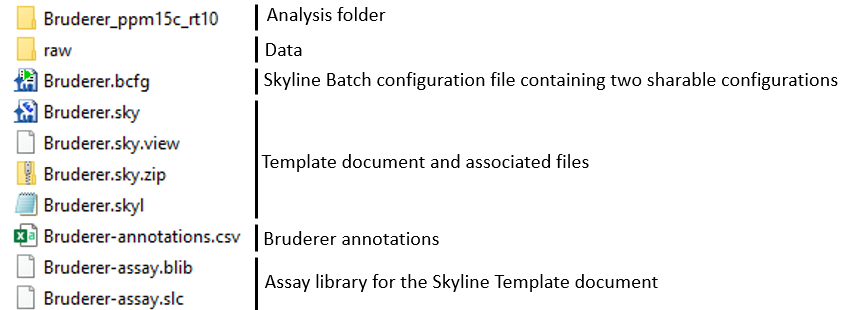 Bruderer_ppm15c_rt10 Analysis folder
raw Data
Bruderer.bcfg Skyline Batch configuration file containing two sharable configurations
Bruderer.sky
Bruderer.sky.view
Template document and associated files
Bruderer.sky.zip
Bruderer.skyl
Bruderer-annotations.csv Bruderer annotations
Bruderer-assay.blib
Assay library for the Skyline Template document
Bruderer-assay.slc